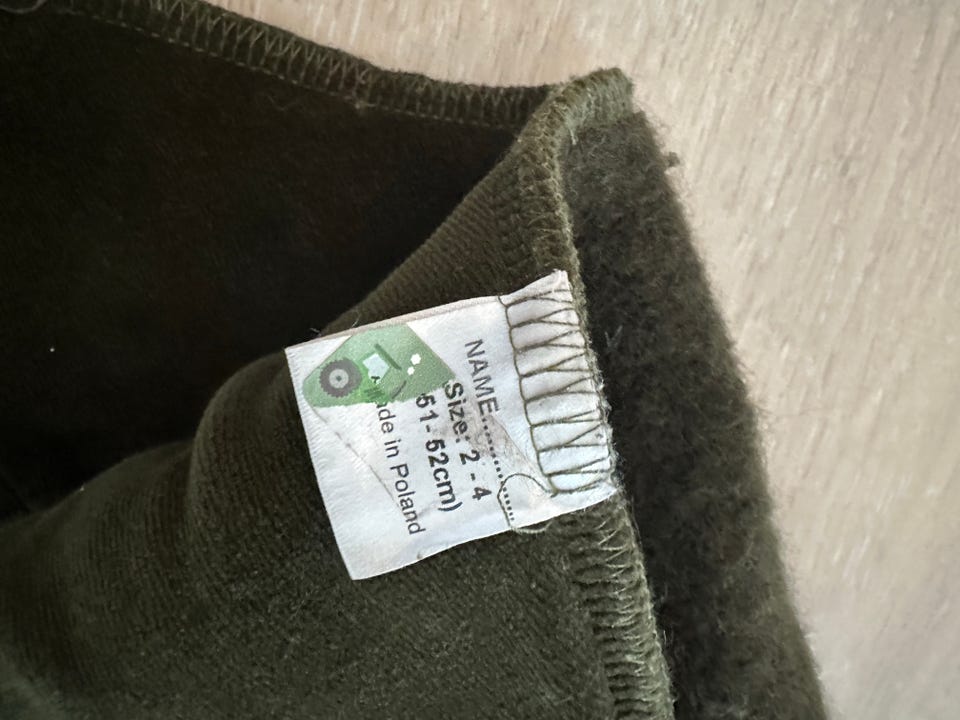 NAME...............
Size: 2 - 4
51 - 52cm)
in Poland